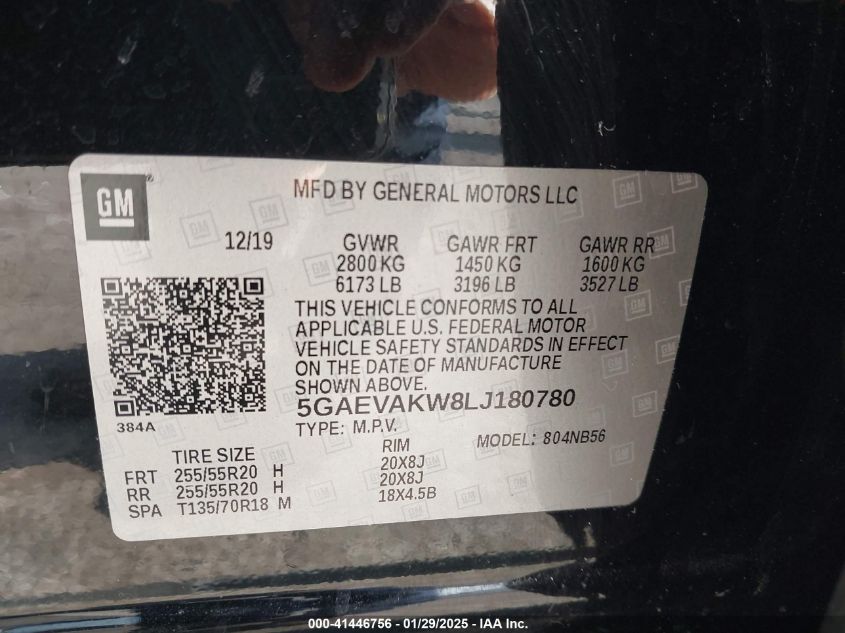 GM
®
MFD BY GENERAL MOTORS LLC
12/19 GVWR GAWR FRT GAWR RR
2800 KG 1450 KG 1600 KG
6173 LB 3196 LB 3527 LB
THIS VEHICLE CONFORMS TO ALL
APPLICABLE U.S. FEDERAL MOTOR
VEHICLE SAFETY STANDARDS IN EFFECT
ON THE DATE OF MANUFACTURE
SHOWN ABOVE.
384A
5GAEVAKW8LJ180780
TYPE: M.P.V. MODEL: 804NB56
TIRE SIZE RIM
FRT 255/55R20 H 20X8J
RR 255/55R20 H 20X8J
SPA T135/70R18 M 18X4.5B
000-41446756 - 01/29/2025 - IAA Inc.